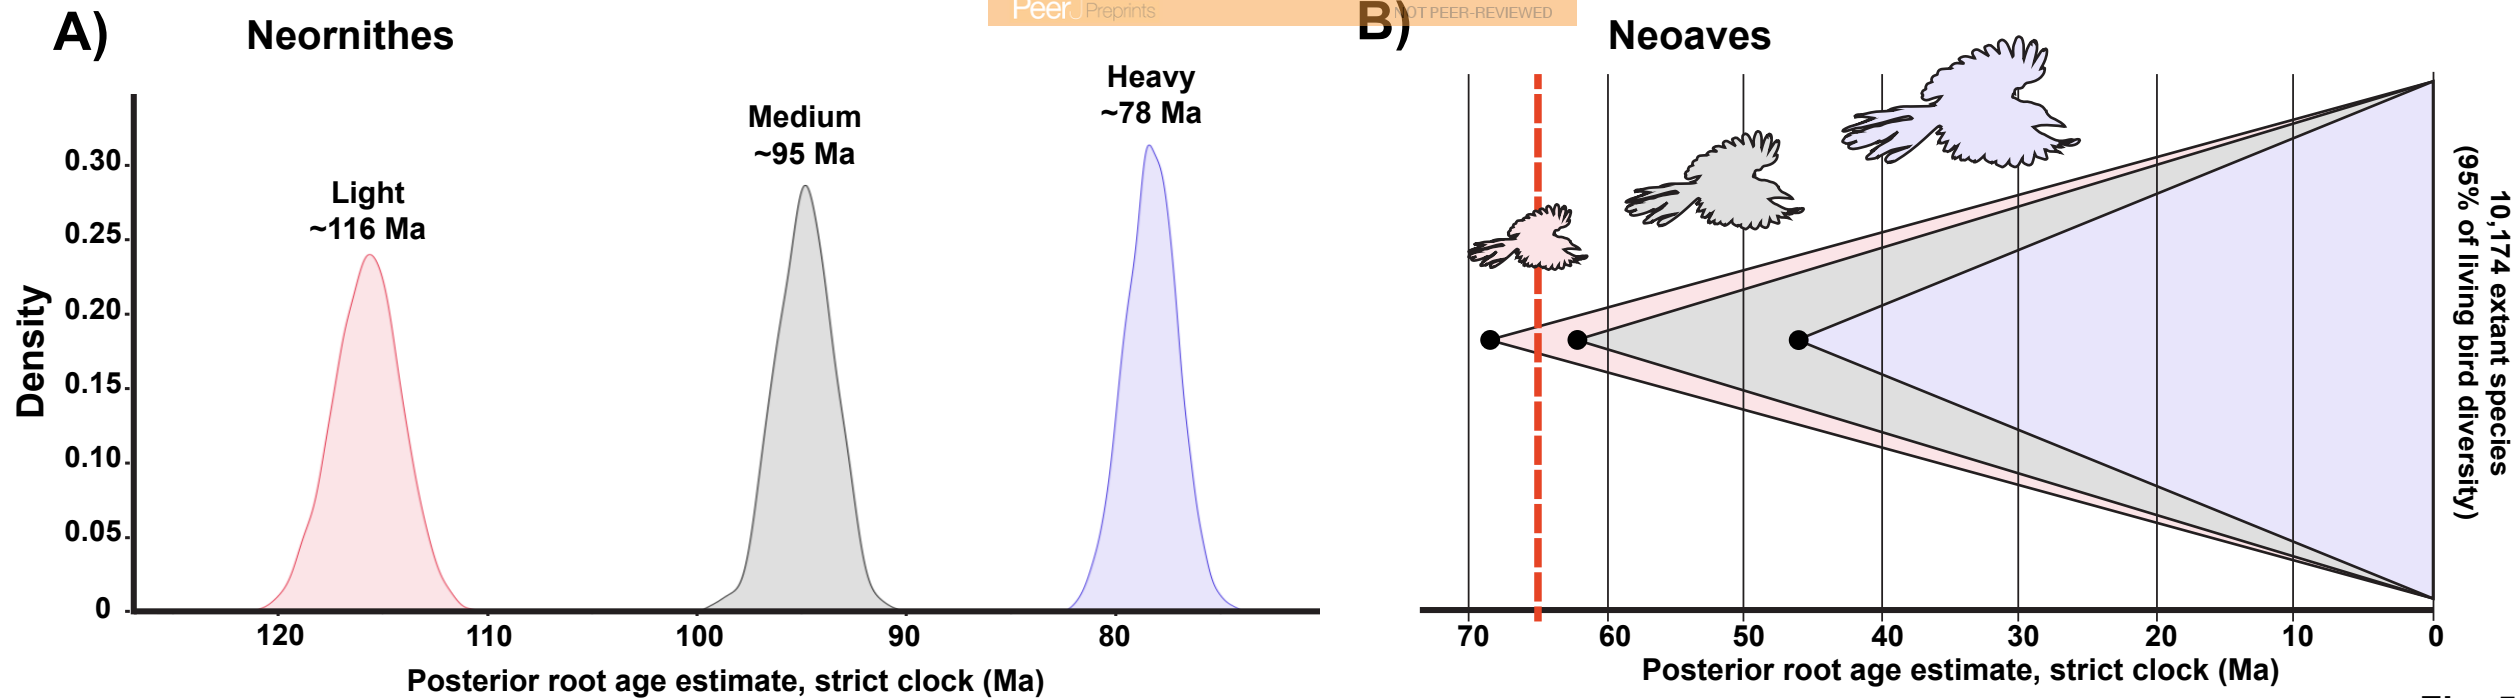 PeerJ Preprints
NOT PEER-REVIEWED
A)
Neornithes
Light
~116 Ma
Medium
~95 Ma
Heavy
~78 Ma
Density
0.30
0.25
0.20
0.15
0.10
0.05
0
120
110
100
90
80
Posterior root age estimate, strict clock (Ma)
B)
Neoaves
70
60
50
40
30
20
10
0
Posterior root age estimate, strict clock (Ma)
10,174 extant species
(95% of living bird diversity)